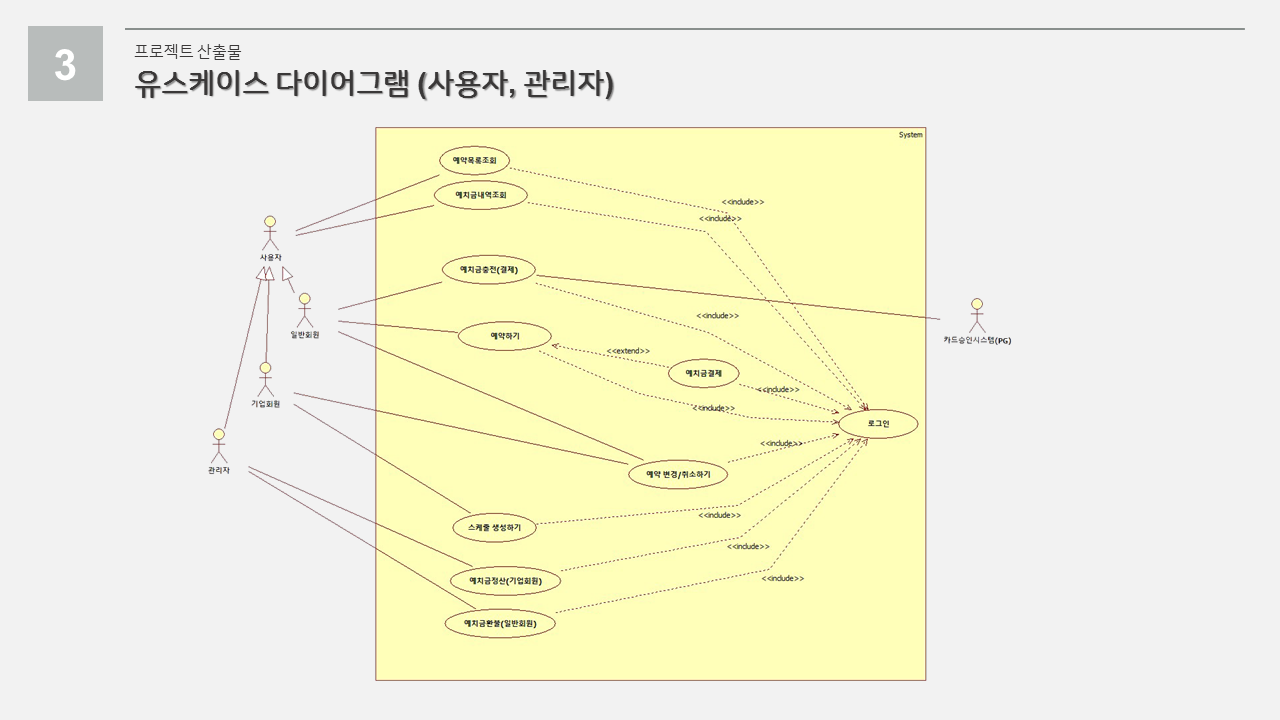 3
프로젝트 산출물
유스케이스 다이어그램 (사용자, 관리자)
System
예약목록조회
예치금내역조회
<<include>>
<<include>>
사용자
예치금충전(결제)
일반회원
예약하기
<<include>>
카드승인시스템(PG)
<<extend>>
예치금결제
<<include>>
기업회원
<<include>>
로그인
<<include>>
관리자
예약 변경/취소하기
스케줄 생성하기
<<include>>
<<include>>
예치금정산(기업회원)
<<include>>
예치금환불(일반회원)